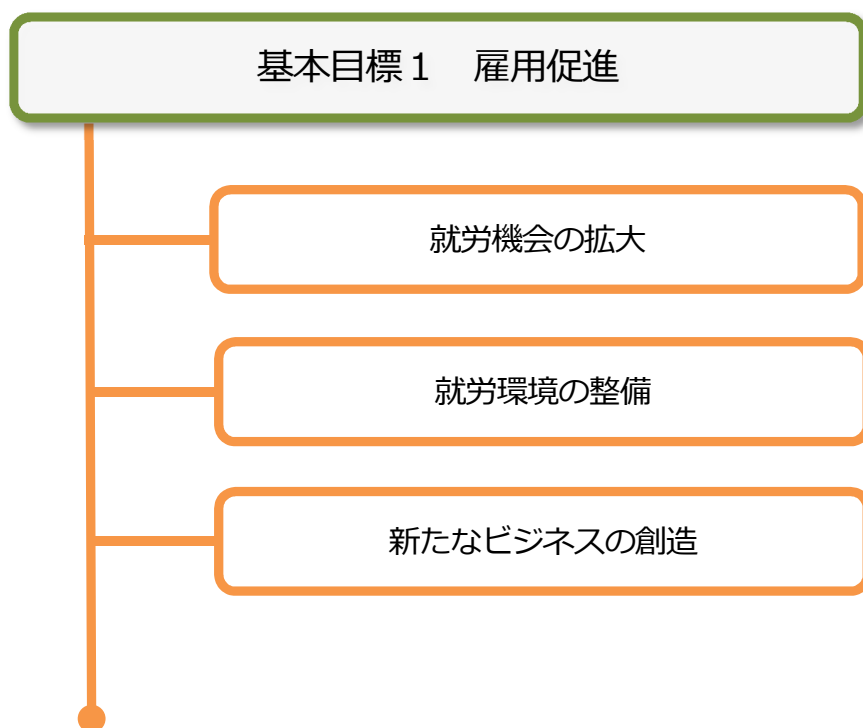 基本目標１　雇用促進
就労機会の拡大
就労環境の整備
新たなビジネスの創造